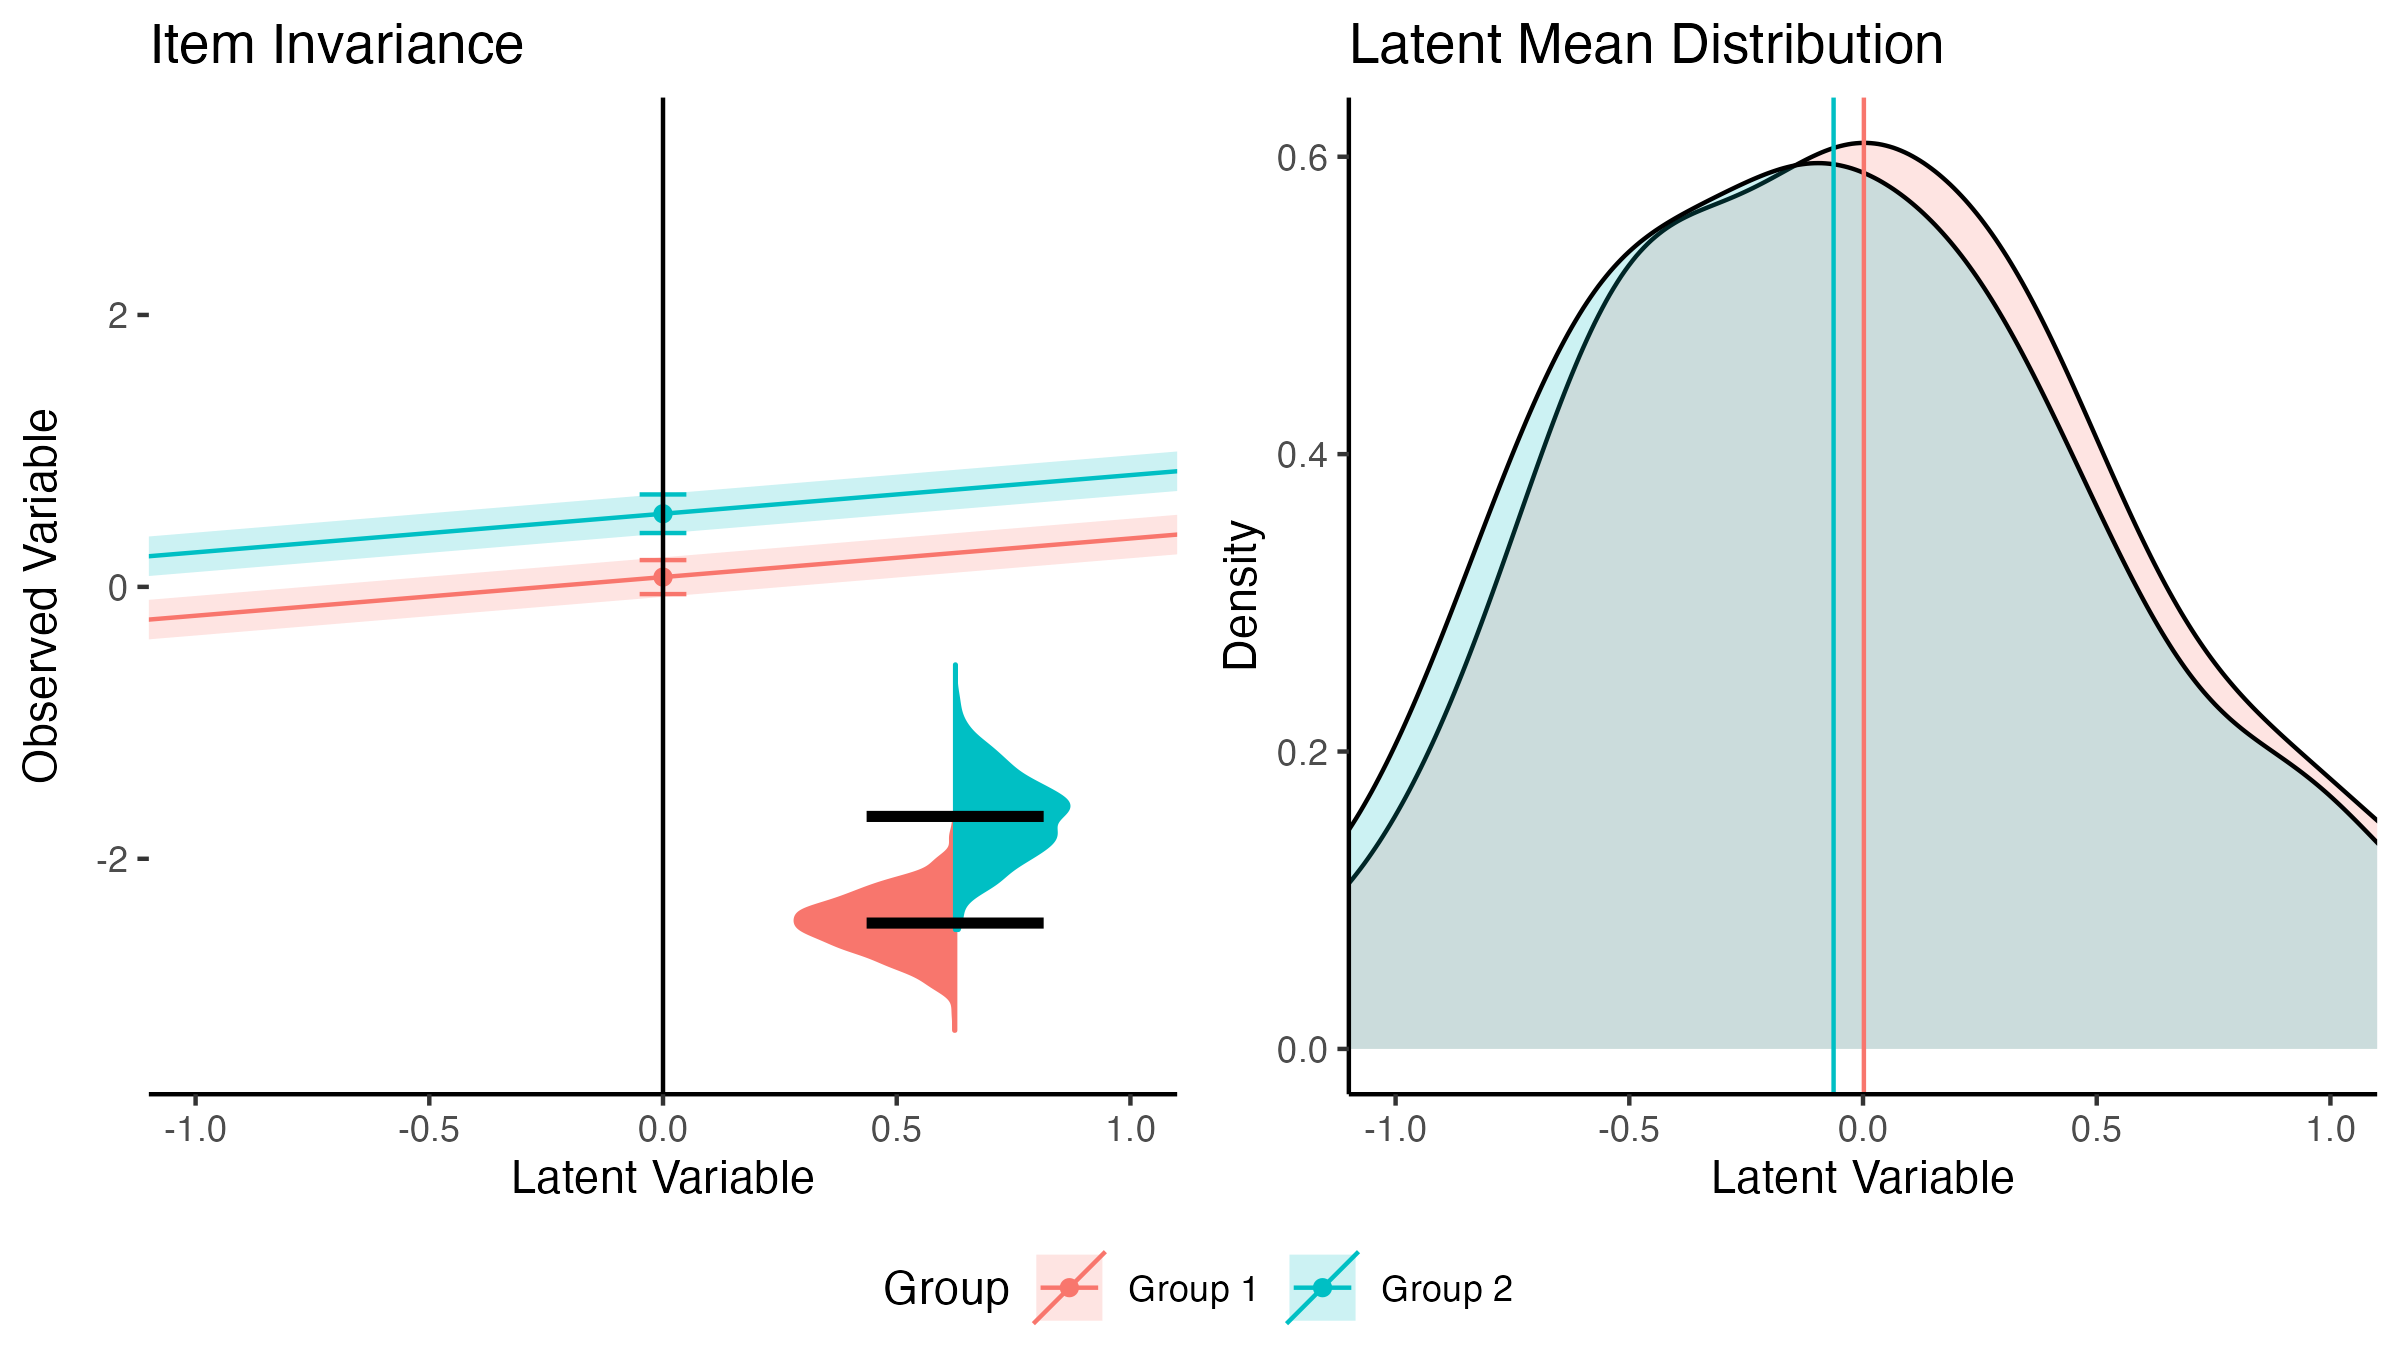 Item Invariance
Observed Variable
2
0
-2
-1.0 -0.5 0.0 0.5 1.0
Latent Variable
Latent Mean Distribution
Density
0.6
0.4
0.2
0.0
-1.0 -0.5 0.0 0.5 1.0
Latent Variable
Group Group 1 Group 2